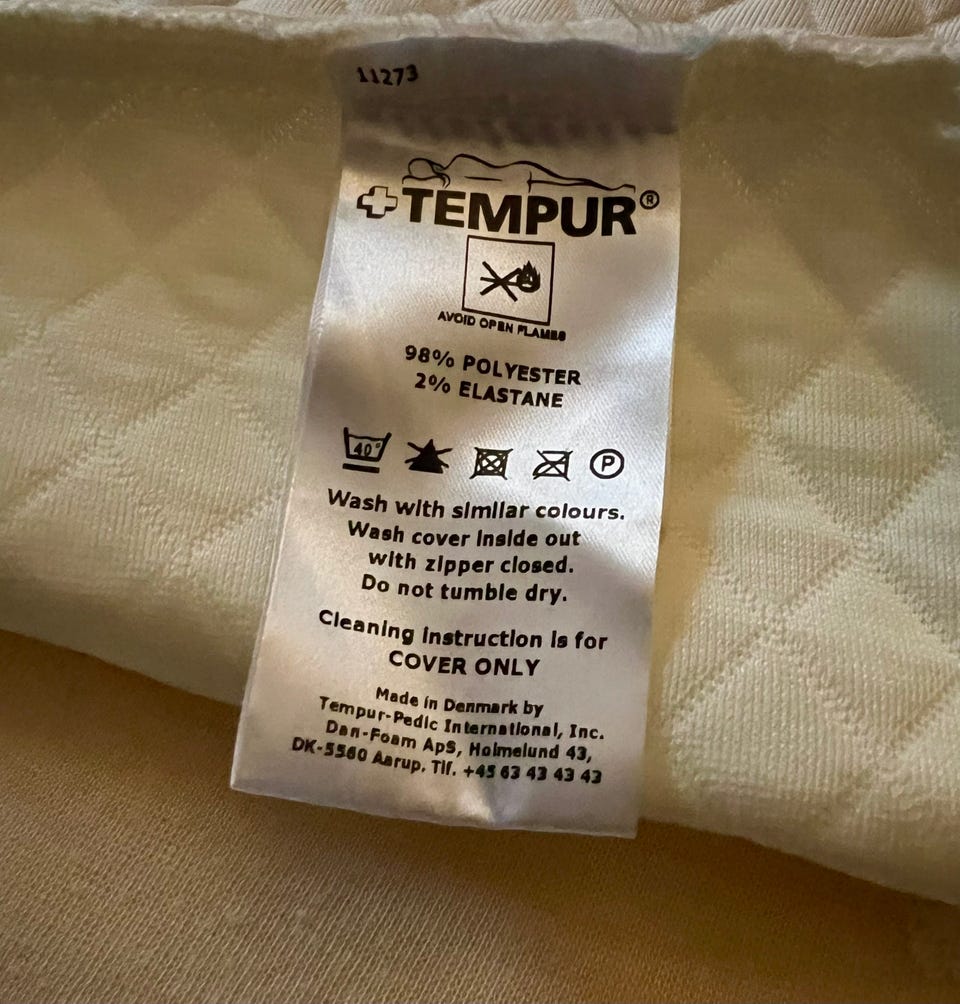 11273
TEMPUR®
AVOID OPEN FLAMES
98% POLYESTER
2% ELASTANE
40° P
Wash with similar colours.
Wash cover inside out
with zipper closed.
Do not tumble dry.
Cleaning instruction is for
COVER ONLY
Made in Denmark by
Tempur-Pedic International, Inc.
Dan-Foam ApS, Holmelund 43,
DK-5560 Aarup. Tlf. +45 63 43 43 43